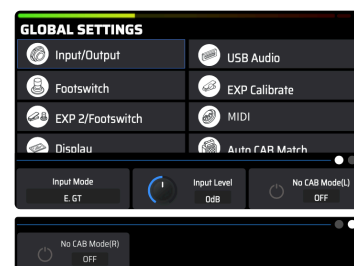 GLOBAL SETTINGS
Input/Output
USB Audio
Footswitch
EXP Calibrate
EXP 2/Footswitch
MIDI
Display
Auto CAB Match
Input Mode
E. GT
Input Level
0dB
No CAB Mode(L)
OFF
No CAB Mode(R)
OFF